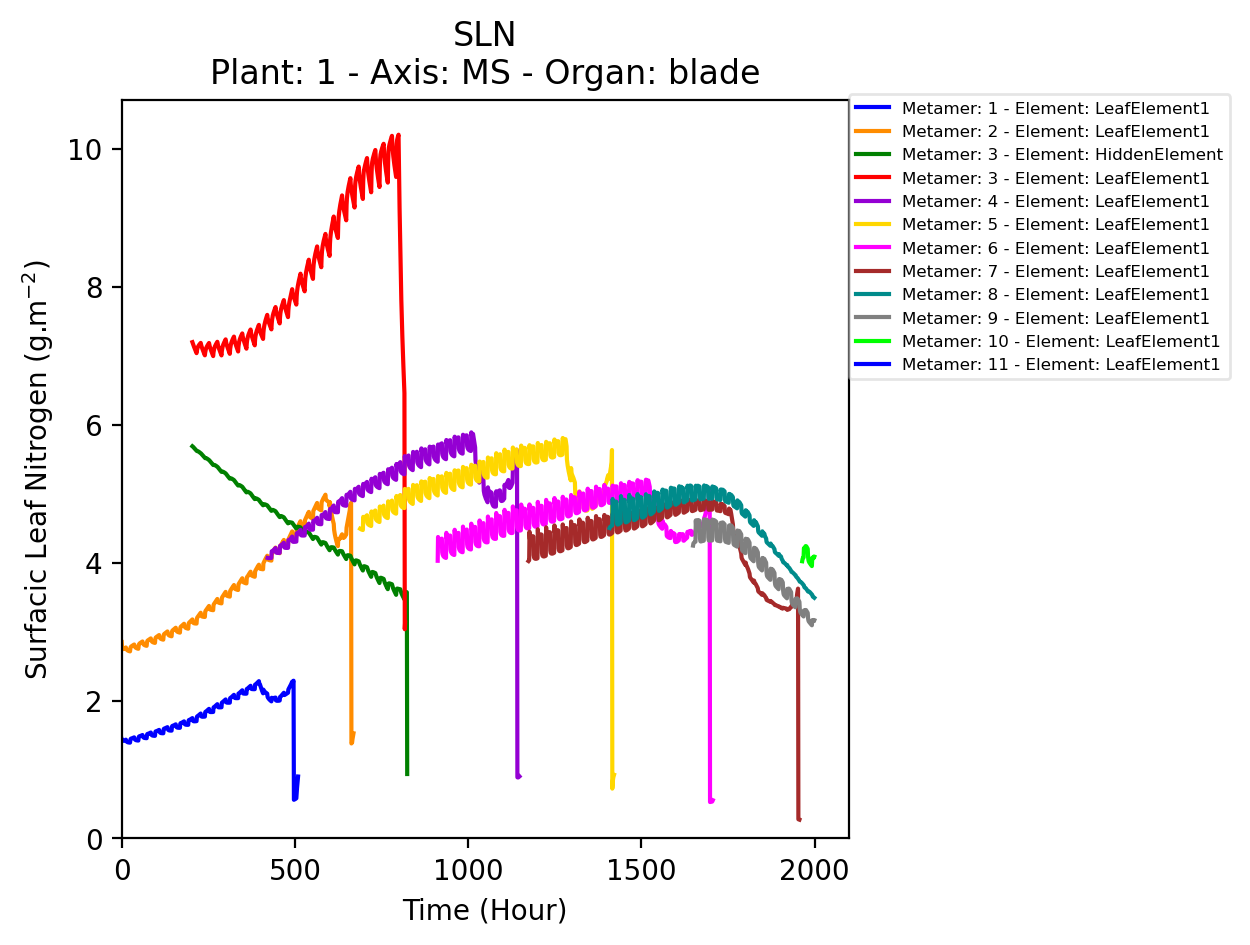 SLN
Plant: 1 - Axis: MS - Organ: blade
Surfacic Leaf Nitrogen (g.m⁻²)
10
8
6
4
2
0
0 500 1000 1500 2000
Time (Hour)
Metamer: 1 - Element: LeafElement1
Metamer: 2 - Element: LeafElement1
Metamer: 3 - Element: HiddenElement
Metamer: 3 - Element: LeafElement1
Metamer: 4 - Element: LeafElement1
Metamer: 5 - Element: LeafElement1
Metamer: 6 - Element: LeafElement1
Metamer: 7 - Element: LeafElement1
Metamer: 8 - Element: LeafElement1
Metamer: 9 - Element: LeafElement1
Metamer: 10 - Element: LeafElement1
Metamer: 11 - Element: LeafElement1